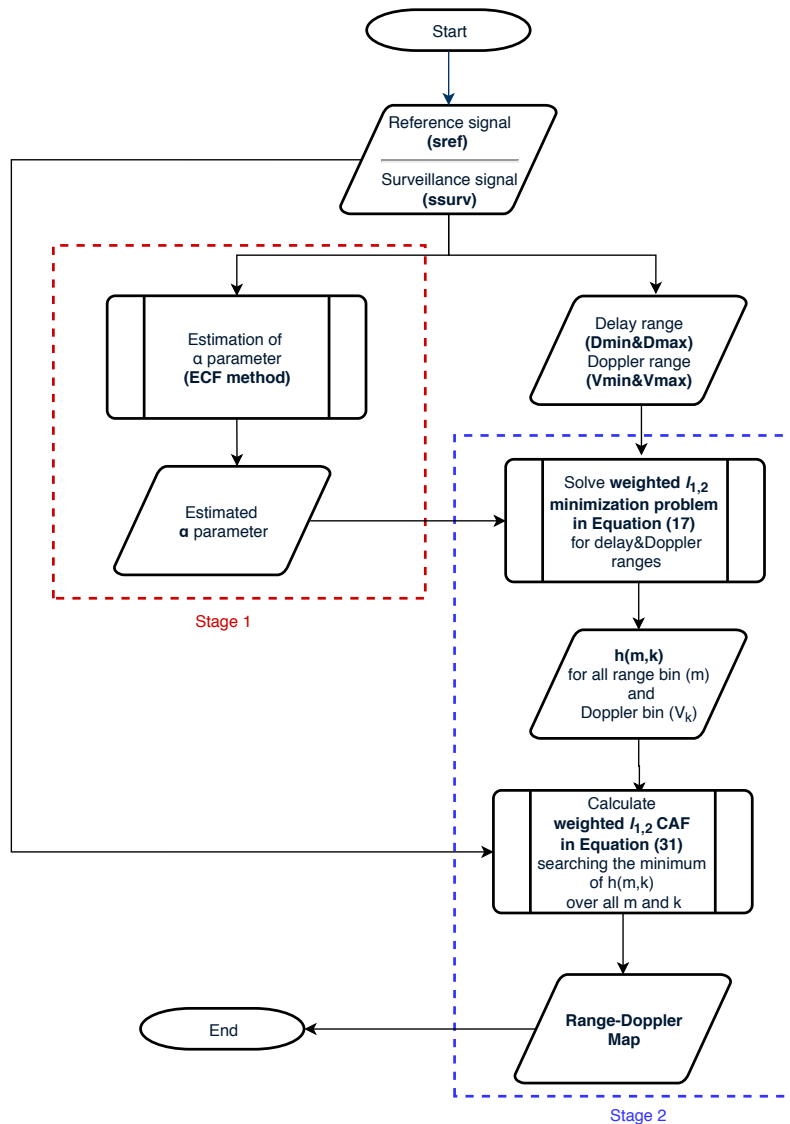 Start
Reference signal
(sref)
Surveillance signal
(ssurv)
Estimation of
α parameter
(ECF method)
Delay range
(Dmin&Dmax)
Doppler range
(Vmin&Vmax)
Estimated
α parameter
Stage 1
Solve weighted l1,2
minimization problem
in Equation (17)
for delay&Doppler
ranges
h(m,k)
for all range bin (m)
and
Doppler bin (Vk)
Calculate
weighted l1,2 CAF
in Equation (31)
searching the minimum
of h(m,k)
over all m and k
End
Range-Doppler
Map
Stage 2